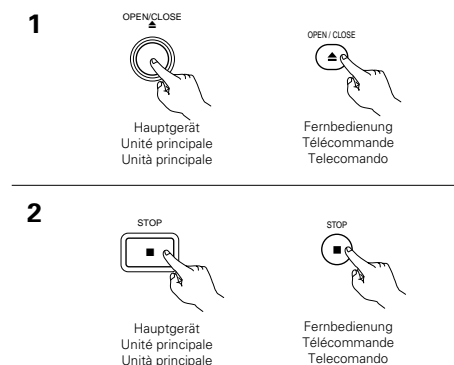 1
OPEN/CLOSE
Hauptgerät
Unité principale
Unità principale
OPEN / CLOSE
Fernbedienung
Télécommande
Telecomando
2
STOP
Hauptgerät
Unité principale
Unità principale
STOP
Fernbedienung
Télécommande
Telecomando